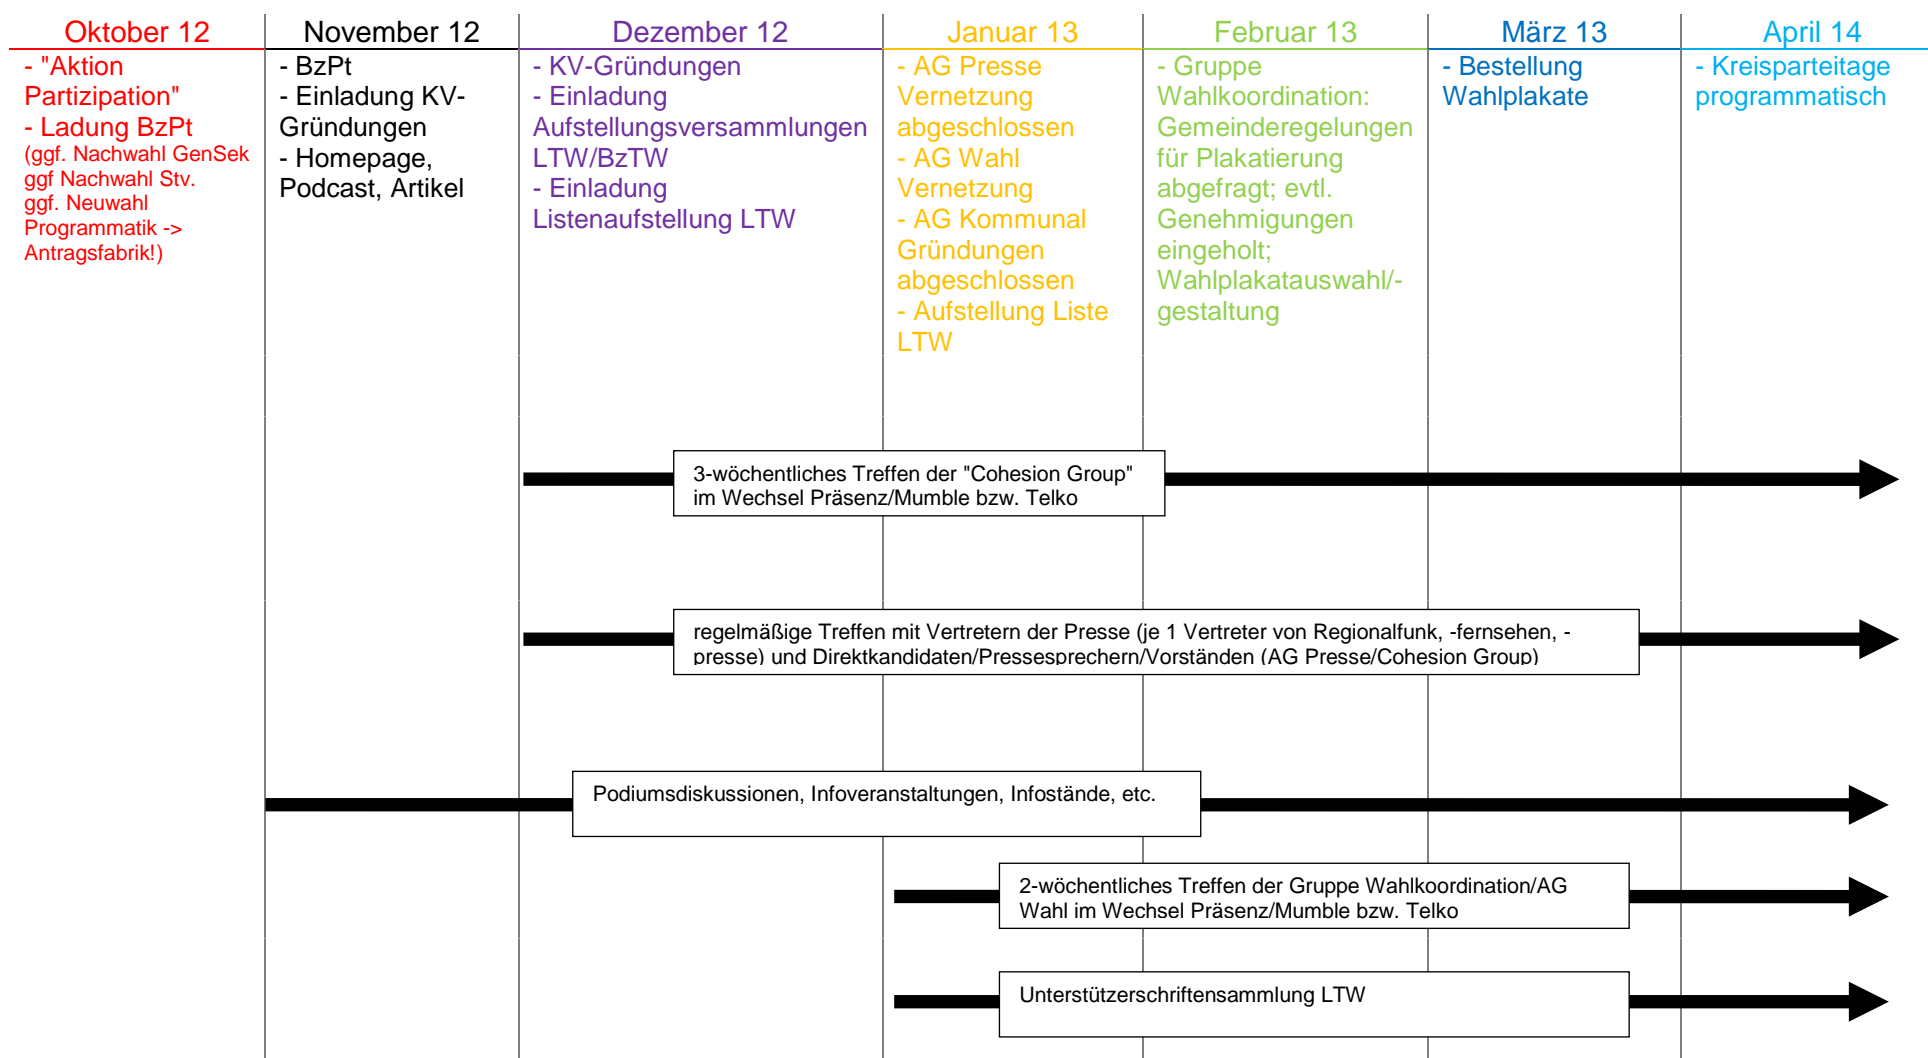 Oktober 12
- "Aktion
Partizipation"
- Ladung BzPt
(ggf. Nachwahl GenSek
ggf Nachwahl Stv.
ggf. Neuwahl
Programmatik ->
Antragsfabrik!)
November 12
- BzPt
- Einladung KV-
Gründungen
- Homepage,
Podcast, Artikel
Dezember 12
- KV-Gründungen
- Einladung
Aufstellungsversammlungen
LTW/BzTW
- Einladung
Listenaufstellung LTW
Januar 13
- AG Presse
Vernetzung
abgeschlossen
- AG Wahl
Vernetzung
- AG Kommunal
Gründungen
abgeschlossen
- Aufstellung Liste
LTW
Februar 13
- Gruppe
Wahlkoordination:
Gemeinderegelungen
für Plakatierung
abgefragt; evtl.
Genehmigungen
eingeholt;
Wahlplakatauswahl/-
gestaltung
März 13
- Bestellung
Wahlplakate
April 14
- Kreisparteitage
programmatisch
3-wöchentliches Treffen der "Cohesion Group"
im Wechsel Präsenz/Mumble bzw. Telko
regelmäßige Treffen mit Vertretern der Presse (je 1 Vertreter von Regionalfunk, -fernsehen, -
presse) und Direktkandidaten/Pressesprechern/Vorständen (AG Presse/Cohesion Group)
Podiumsdiskussionen, Infoveranstaltungen, Infostände, etc.
2-wöchentliches Treffen der Gruppe Wahlkoordination/AG
Wahl im Wechsel Präsenz/Mumble bzw. Telko
Unterstützerschriftensammlung LTW